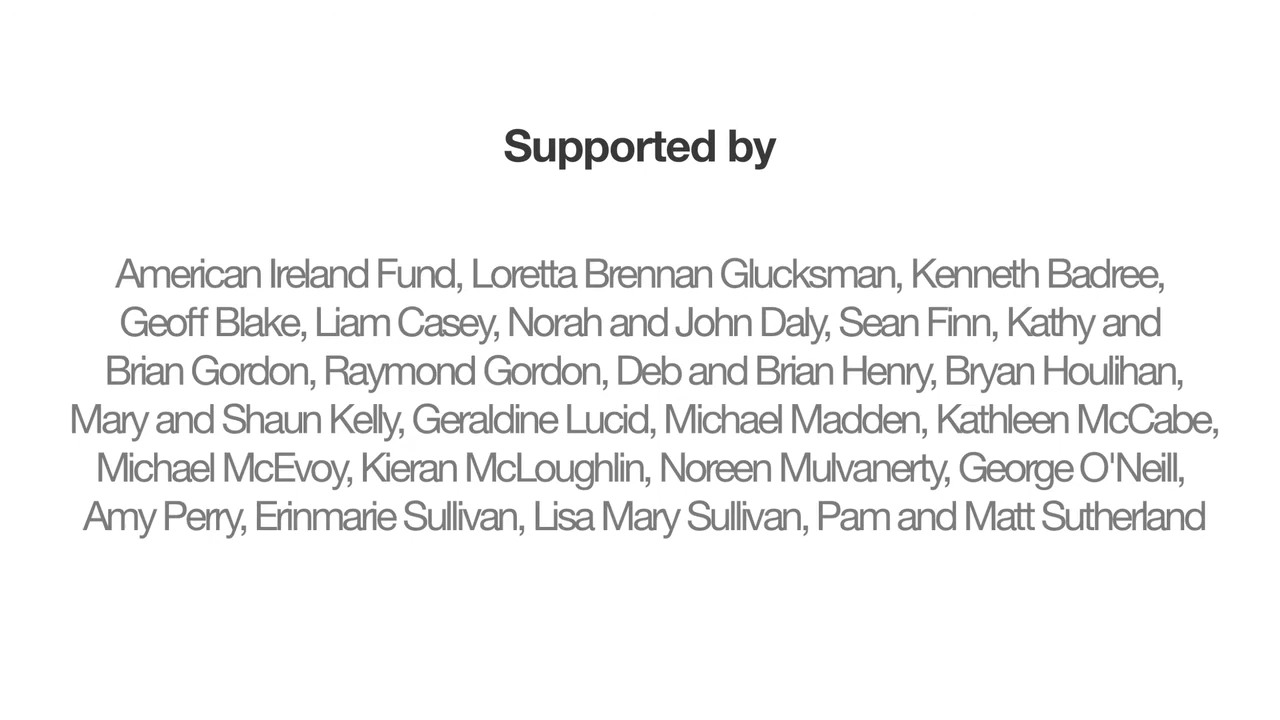 Supported by
American Ireland Fund, Loretta Brennan Glucksman, Kenneth Badree,
Geoff Blake, Liam Casey, Norah and John Daly, Sean Finn, Kathy and
Brian Gordon, Raymond Gordon, Deb and Brian Henry, Bryan Houlihan,
Mary and Shaun Kelly, Geraldine Lucid, Michael Madden, Kathleen McCabe,
Michael McEvoy, Kieran McLoughlin, Noreen Mulvanerty, George O'Neill,
Amy Perry, Erinmarie Sullivan, Lisa Mary Sullivan, Pam and Matt Sutherland